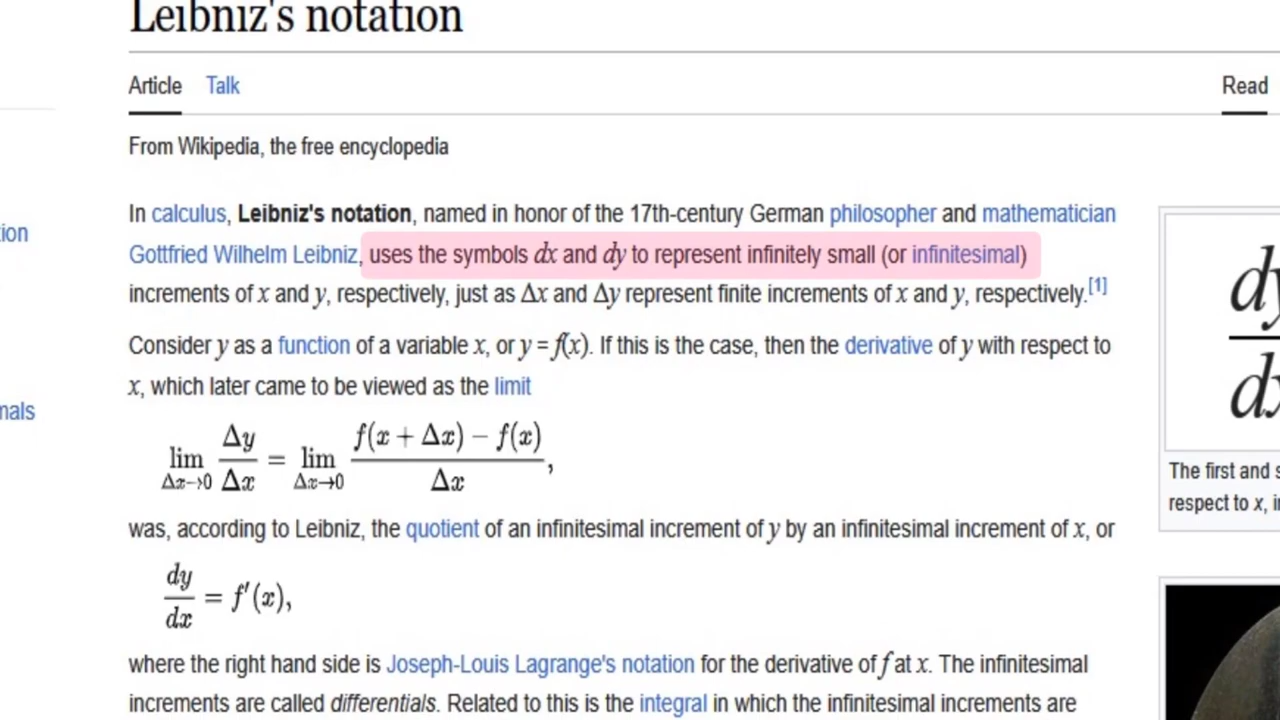 Leibniz's notation
Article Talk Read
From Wikipedia, the free encyclopedia
In calculus, Leibniz's notation, named in honor of the 17th-century German philosopher and mathematician
Gottfried Wilhelm Leibniz, uses the symbols dx and dy to represent infinitely small (or infinitesimal)
increments of x and y, respectively, just as Δx and Δy represent finite increments of x and y, respectively.[1]
Consider y as a function of a variable x, or y = f(x). If this is the case, then the derivative of y with respect to
x, which later came to be viewed as the limit
lim Δx→0 Δy/Δx = lim Δx→0 f(x + Δx) − f(x)/Δx,
was, according to Leibniz, the quotient of an infinitesimal increment of y by an infinitesimal increment of x, or
dy/dx = f′(x),
where the right hand side is Joseph-Louis Lagrange's notation for the derivative of f at x. The infinitesimal
increments are called differentials. Related to this is the integral in which the infinitesimal increments are
The first and
respect to x,